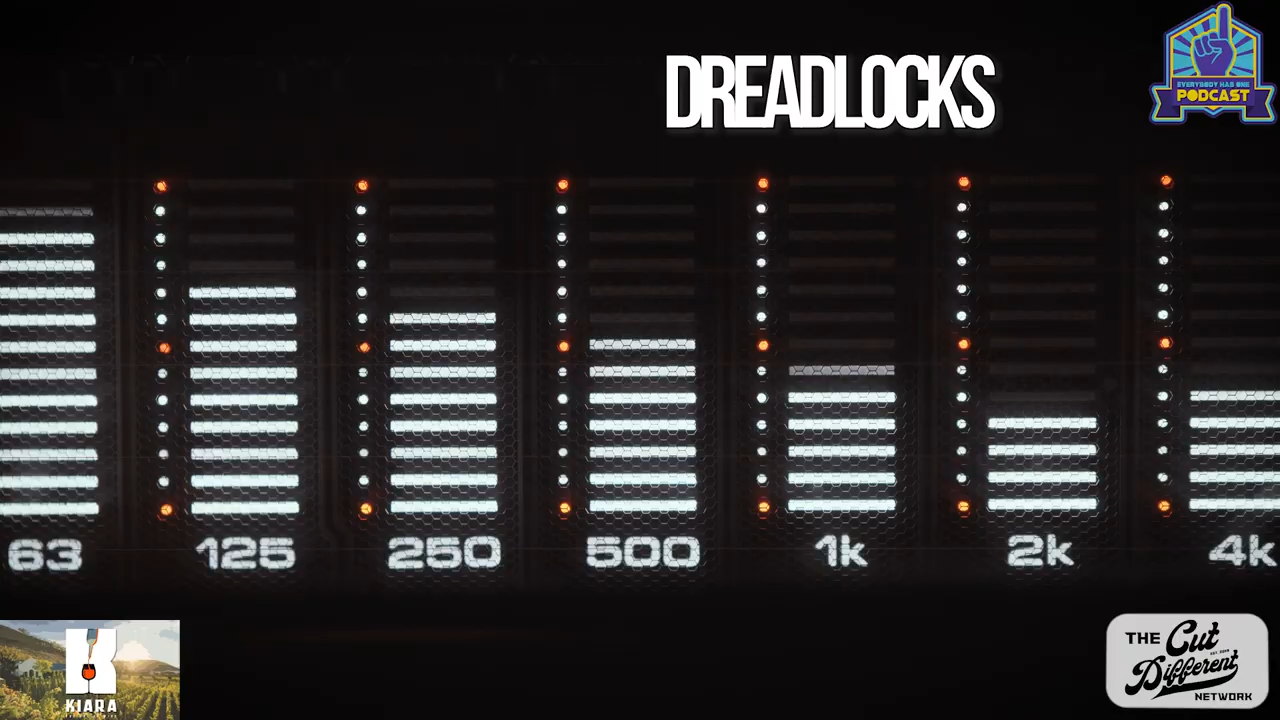 DREADLOCKS
EVERYBODY HAS ONE
PODCAST
63 125 250 500 1k 2k 4k
KIARA
THE Cut
Different
NETWORK